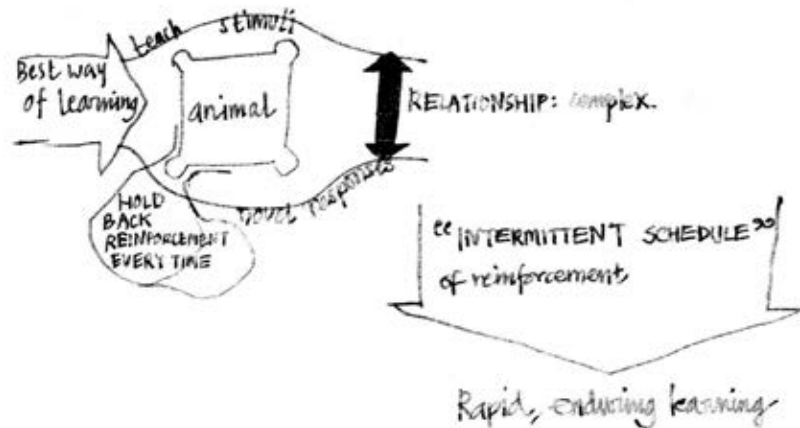 teach stimuli
Best way
of learning
animal
RELATIONSHIP: complex.
novel responses
HOLD
BACK
REINFORCEMENT
EVERY TIME
"INTERMITTENT SCHEDULE"
of reinforcement
Rapid, enduring learning